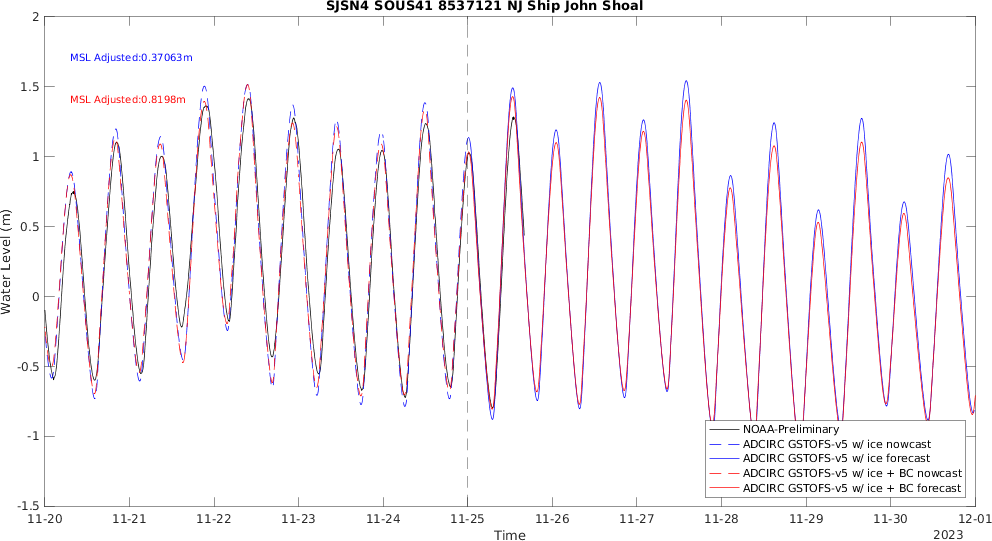 SJSN4 SOUS41 8537121 NJ Ship John Shoal
MSL Adjusted:0.37063m
MSL Adjusted:0.8198m
Water Level (m)
2
1.5
1
0.5
0
-0.5
-1
-1.5
NOAA-Preliminary
ADCIRC GSTOFS-v5 w/ ice nowcast
ADCIRC GSTOFS-v5 w/ ice forecast
ADCIRC GSTOFS-v5 w/ ice + BC nowcast
ADCIRC GSTOFS-v5 w/ ice + BC forecast
11-20 11-21 11-22 11-23 11-24 11-25 11-26 11-27 11-28 11-29 11-30 12-01
Time
2023